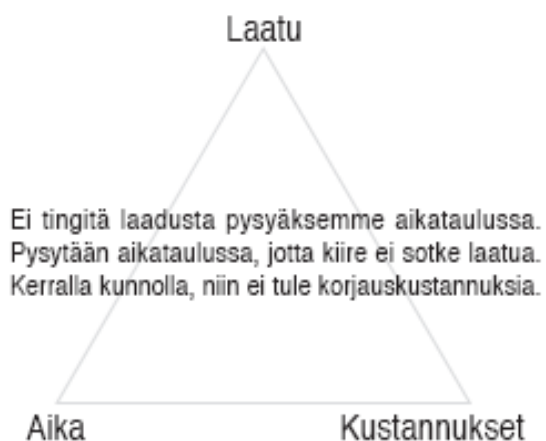 Laatu
Ei tingitä laadusta pysyäksemme aikataulussa.
Pysytään aikataulussa, jotta kiire ei sotke laatua.
Kerralla kunnolla, niin ei tule korjauskustannuksia.
Aika
Kustannukset